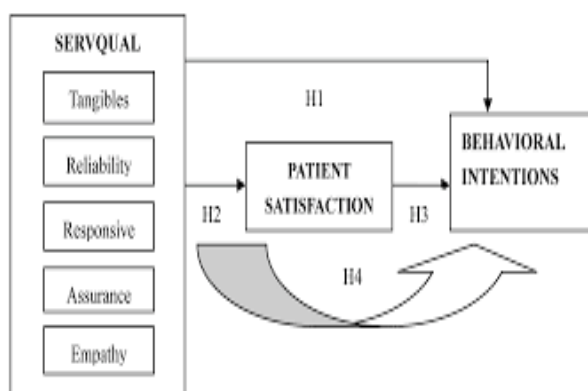 SERVQUAL
Tangibles
Reliability
Responsive
Assurance
Empathy
H1
H2
PATIENT
SATISFACTION
H3
BEHAVIORAL
INTENTIONS
H4